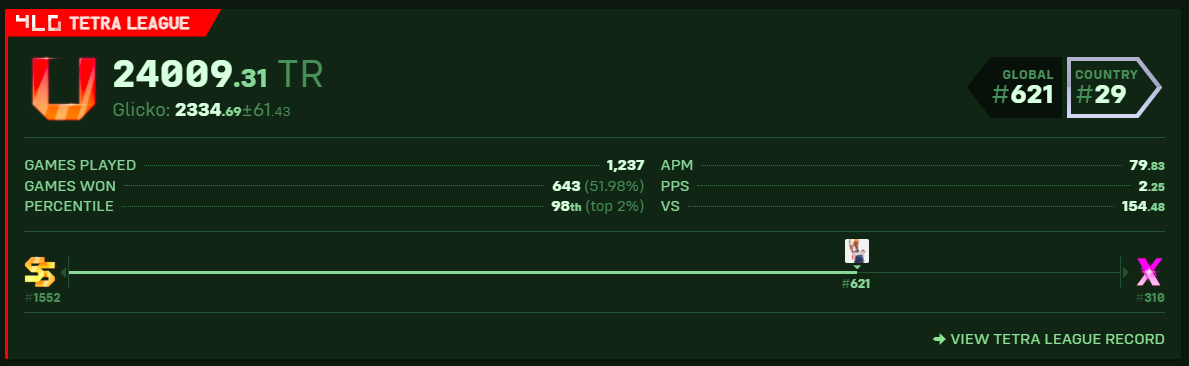 4LG TETRA LEAGUE
U 24009.31 TR
Glicko: 2334.69±61.43
GLOBAL
#621
COUNTRY
#29
GAMES PLAYED 1,237
GAMES WON 643 (51.98%)
PERCENTILE 98th (top 2%)
APM 79.83
PPS 2.25
VS 154.48
SS
#1552
#621
X
#310
VIEW TETRA LEAGUE RECORD